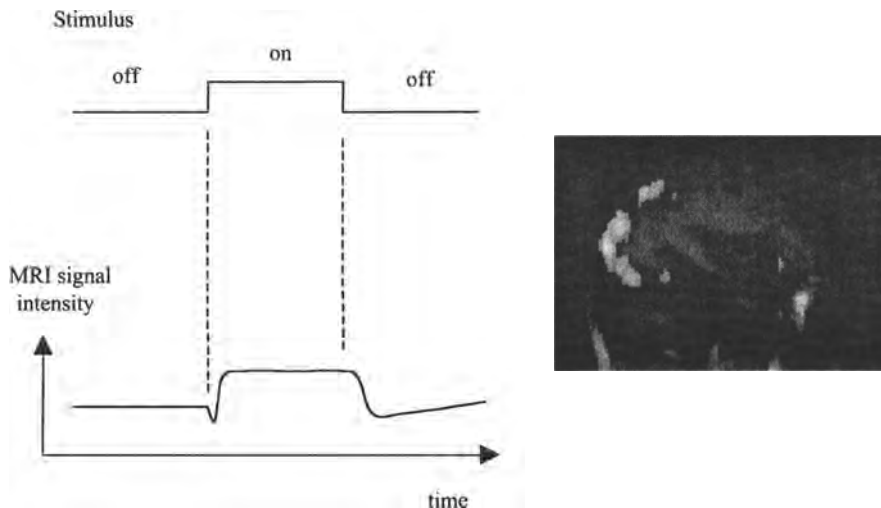 Stimulus
on
off
off
MRI signal
intensity
time